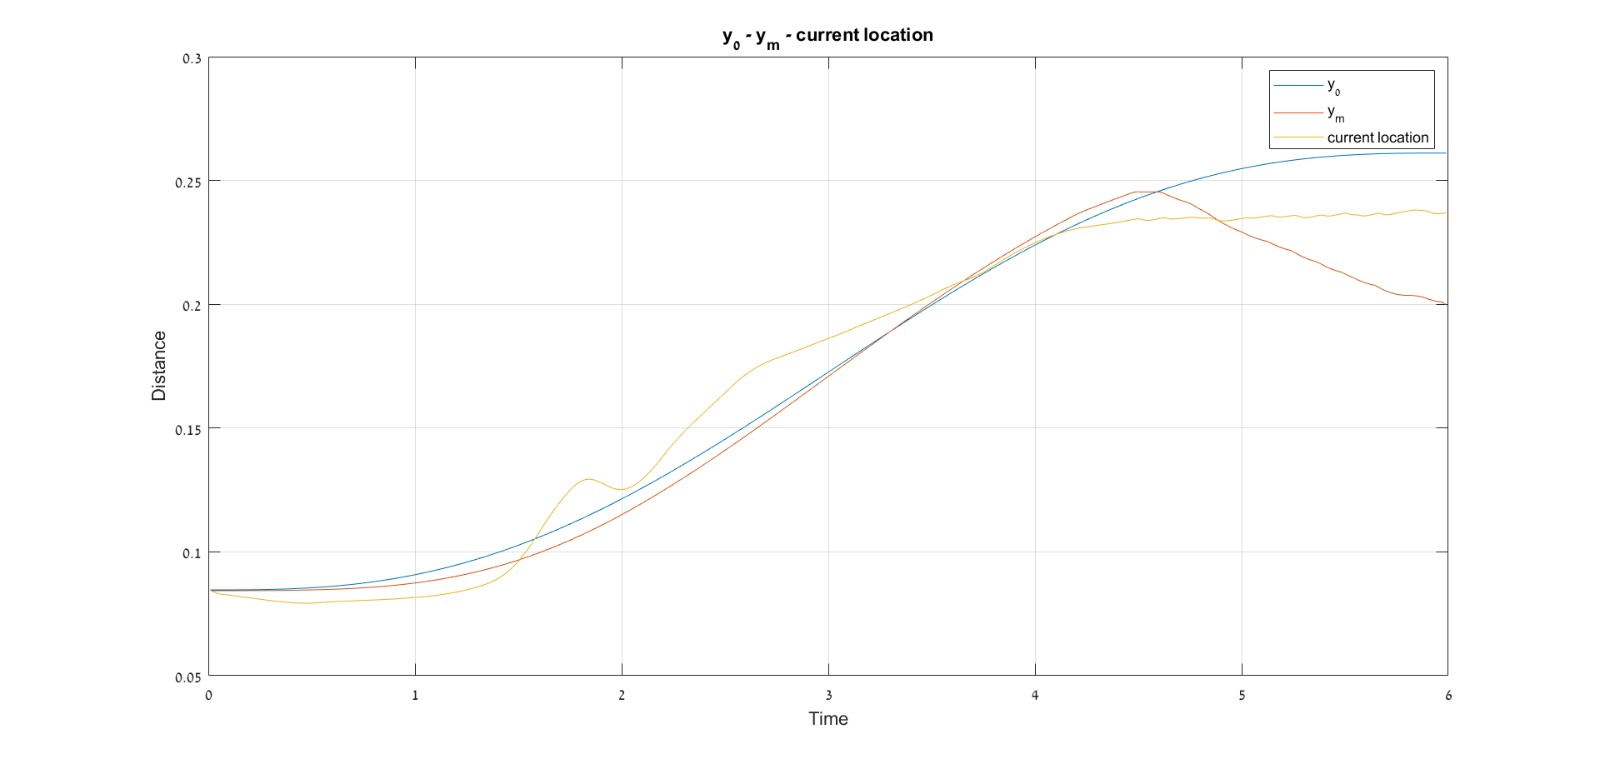 y0 - ym - current location
0.3
0.25
0.2
0.15
0.1
0.05
Distance
0 1 2 3 4 5 6
Time
y0
ym
current location